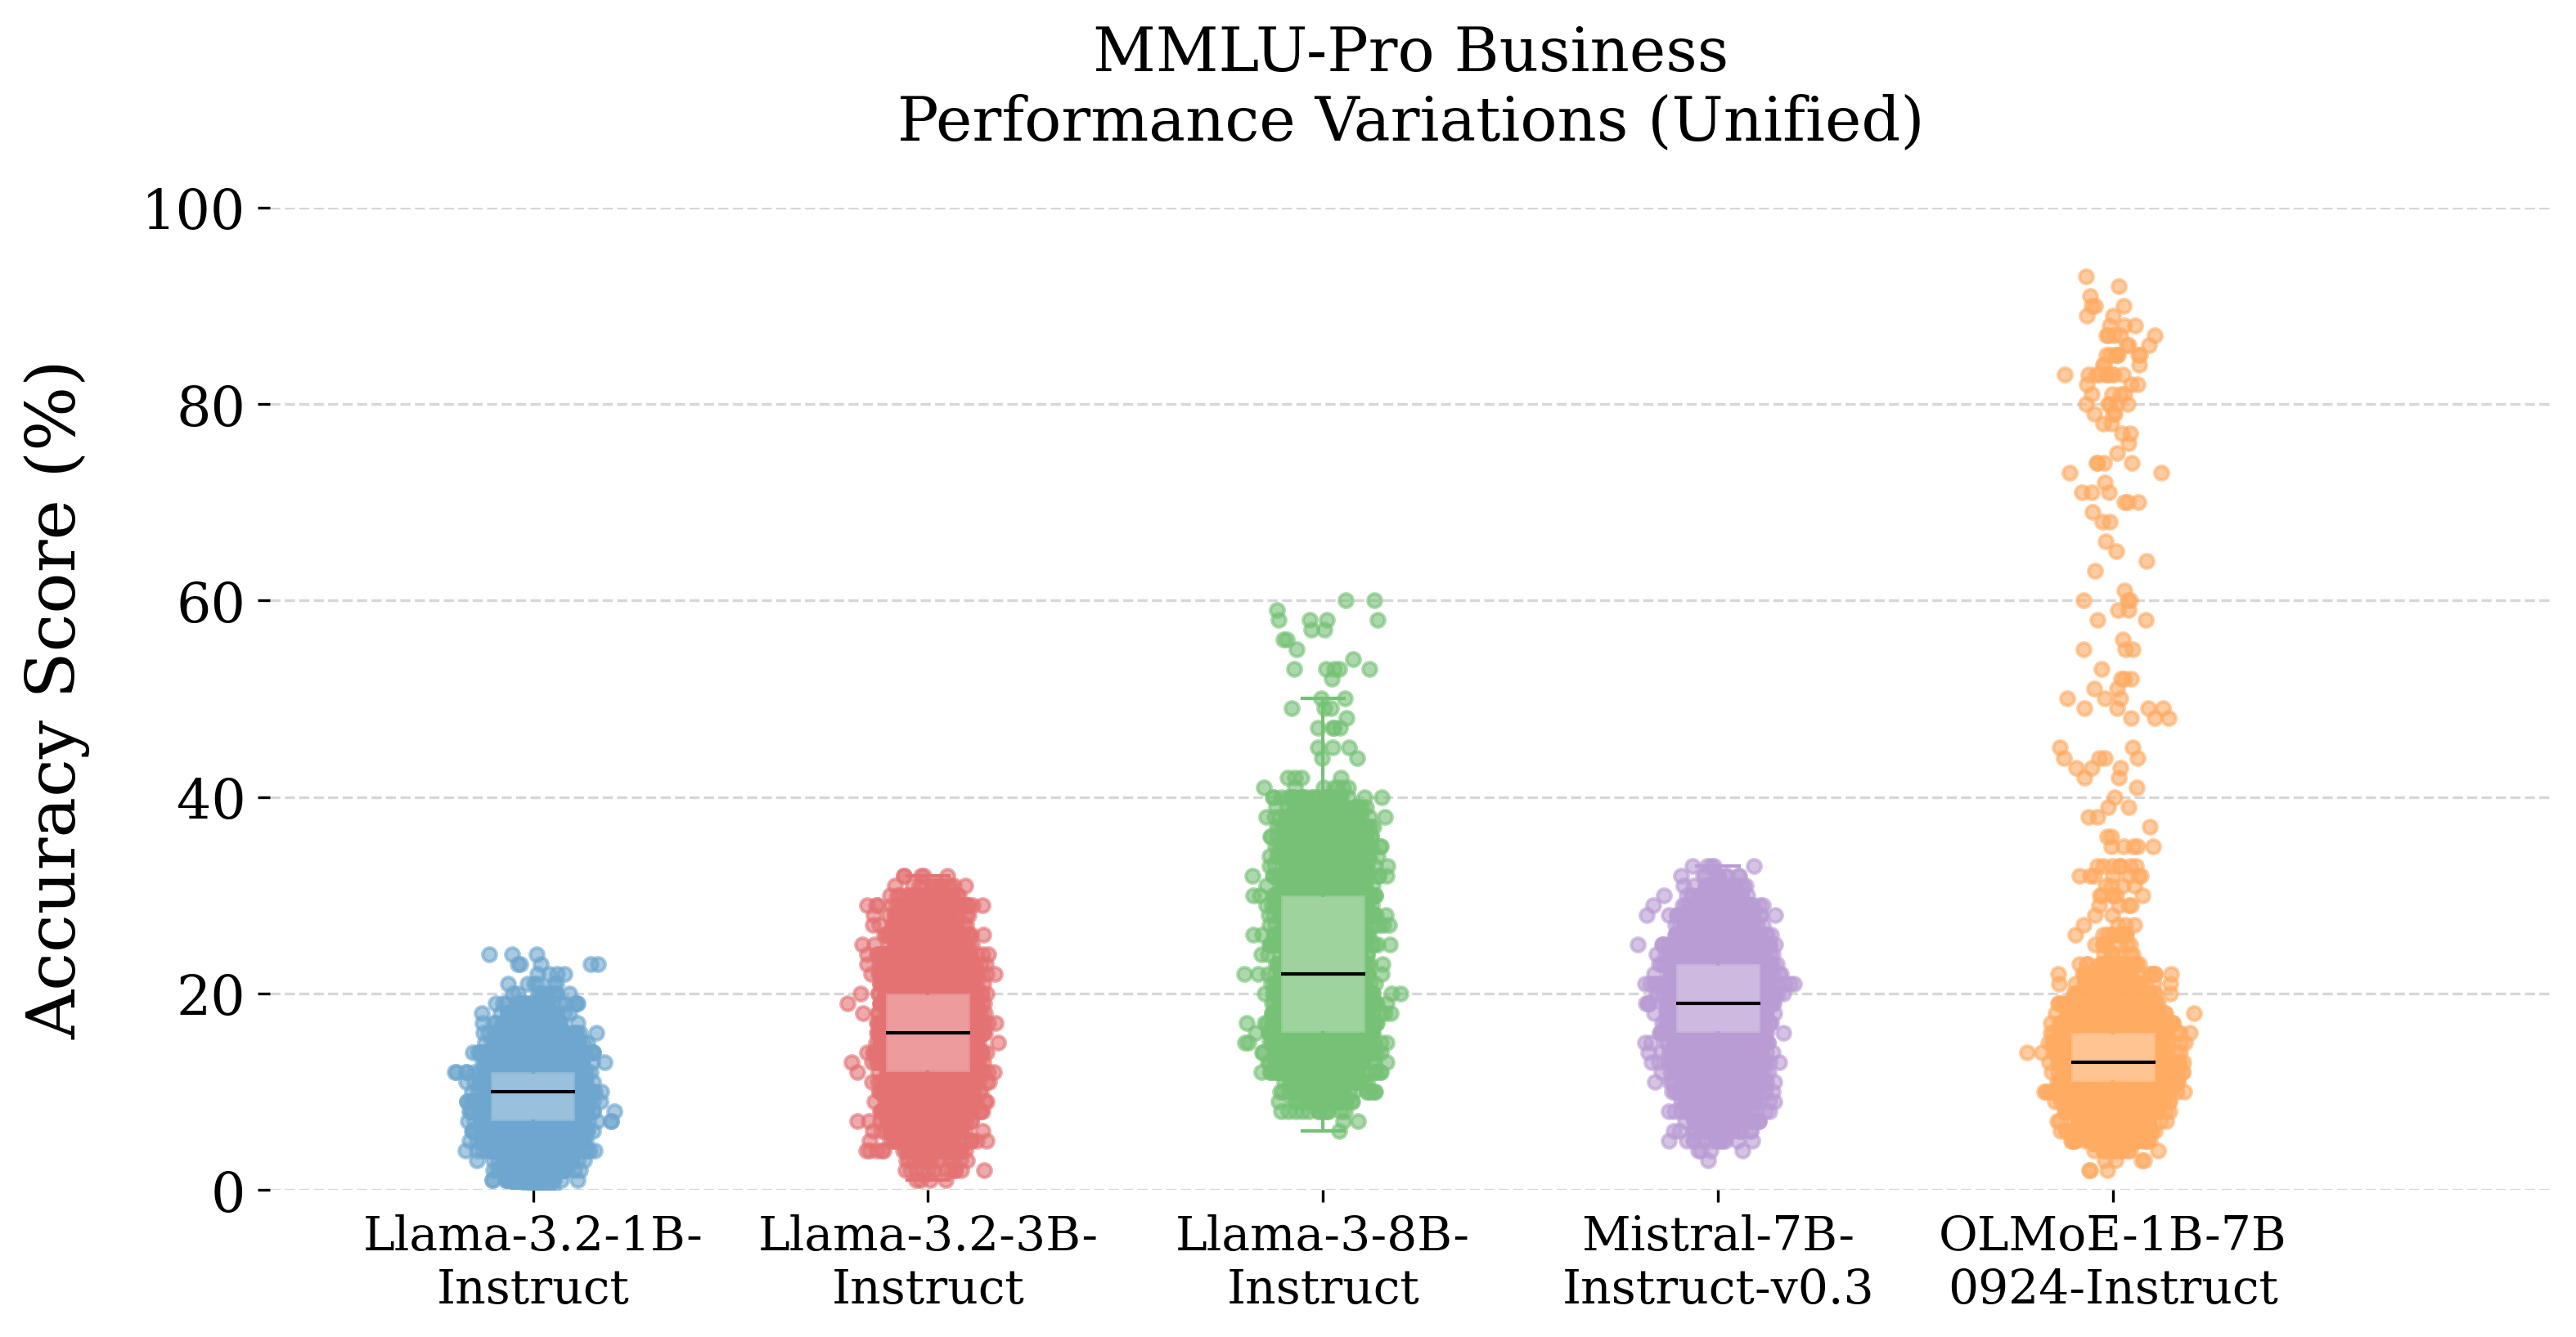 MMLU-Pro Business
Performance Variations (Unified)
Accuracy Score (%)
100
80
60
40
20
0
Llama-3.2-1B-
Instruct
Llama-3.2-3B-
Instruct
Llama-3-8B-
Instruct
Mistral-7B-
Instruct-v0.3
OLMoE-1B-7B
0924-Instruct